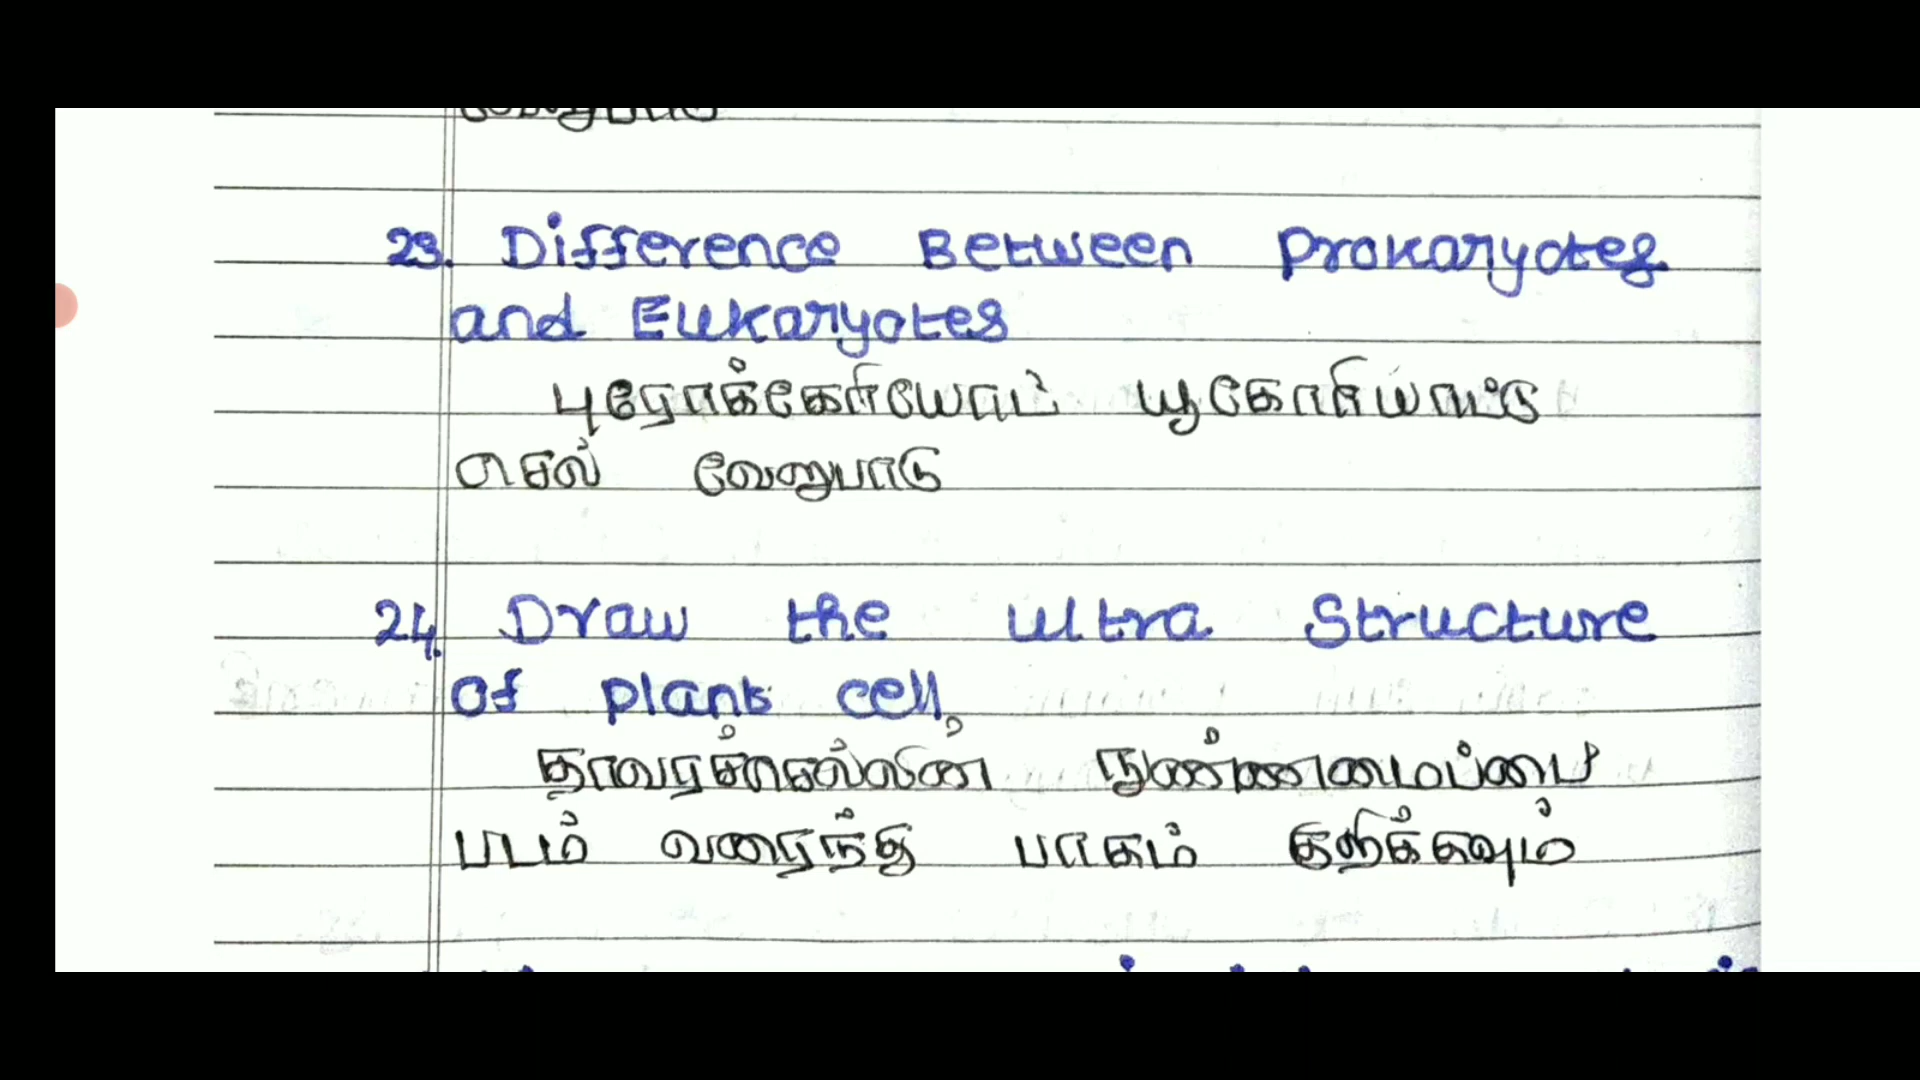 23. Difference Between Prokaryotes
and Eukaryotes
புரோக்கேரியோட் யூகேரியாட்டு
செல் வேறுபாடு
24. Draw the Ultra Structure
of plant cell,
தாவரச்செல்லின் நுண்ணமைப்பை
படம் வரைந்து பாகம் குறிக்கவும்